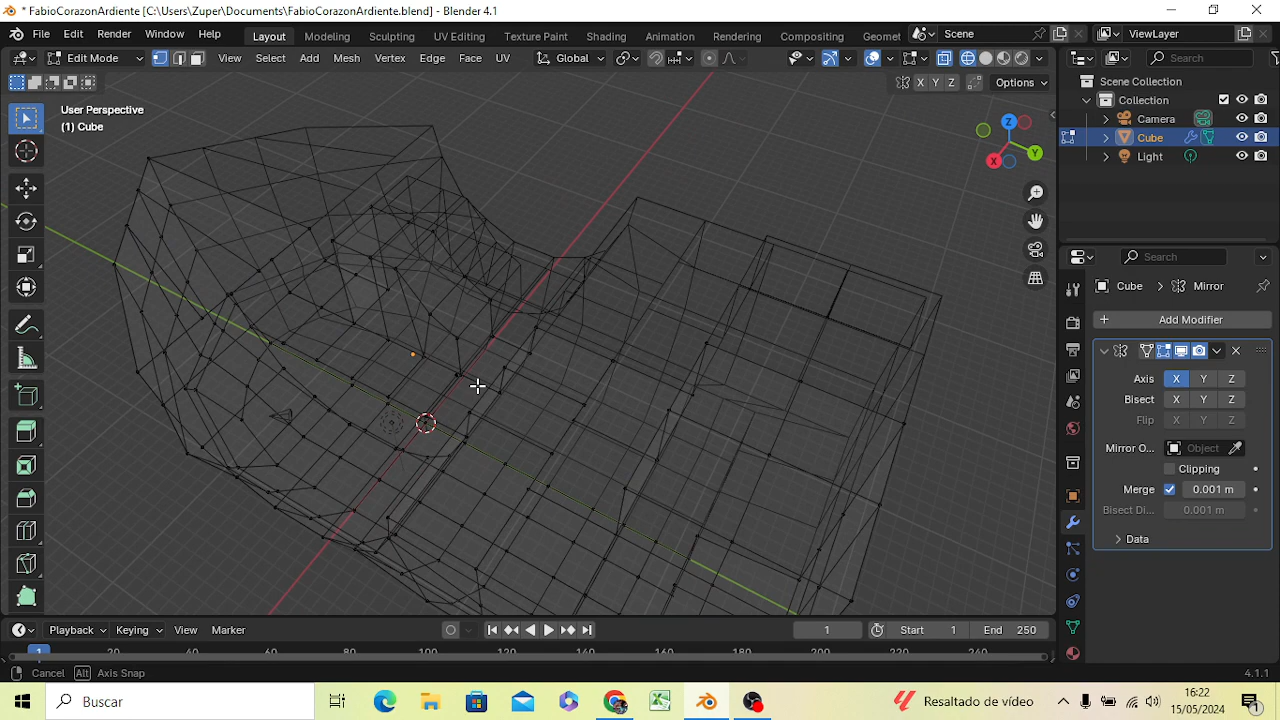 * FabioCorazonArdiente [C:\Users\Zuper\Documents\FabioCorazonArdiente.blend] - Blender 4.1
File Edit Render Window Help Layout Modeling Sculpting UV Editing Texture Paint Shading Animation Rendering Compositing Geomet Scene ViewLayer
Edit Mode View Select Add Mesh Vertex Edge Face UV Global Search
X Y Z Options
User Perspective
(1) Cube
Scene Collection
Collection
Camera
Cube
Light
Z
Y
X
Search
Cube > Mirror
+ Add Modifier
Axis X Y Z
Bisect X Y Z
Flip X Y Z
Mirror O... Object
Clipping
Merge 0.001 m
Bisect Di... 0.001 m
Data
Playback Keying View Marker 1 Start 1 End 250
1 20 40 60 80 100 120 140 160 180 200 220 240
Cancel Alt Axis Snap 4.1.1
Buscar Resaltado de vídeo 16:22
15/05/2024
1